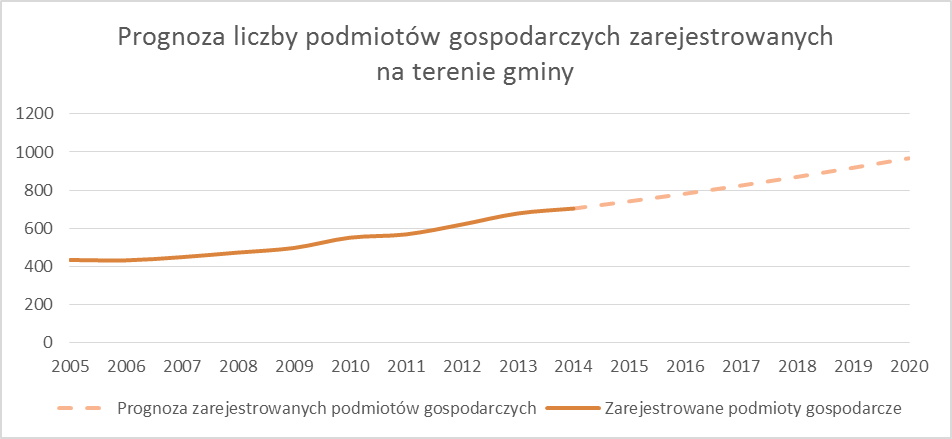 Prognoza liczby podmiotów gospodarczych zarejestrowanych
na terenie gminy
1200
1000
800
600
400
200
0
2005 2006 2007 2008 2009 2010 2011 2012 2013 2014 2015 2016 2017 2018 2019 2020
Prognoza zarejestrowanych podmiotów gospodarczych Zarejestrowane podmioty gospodarcze